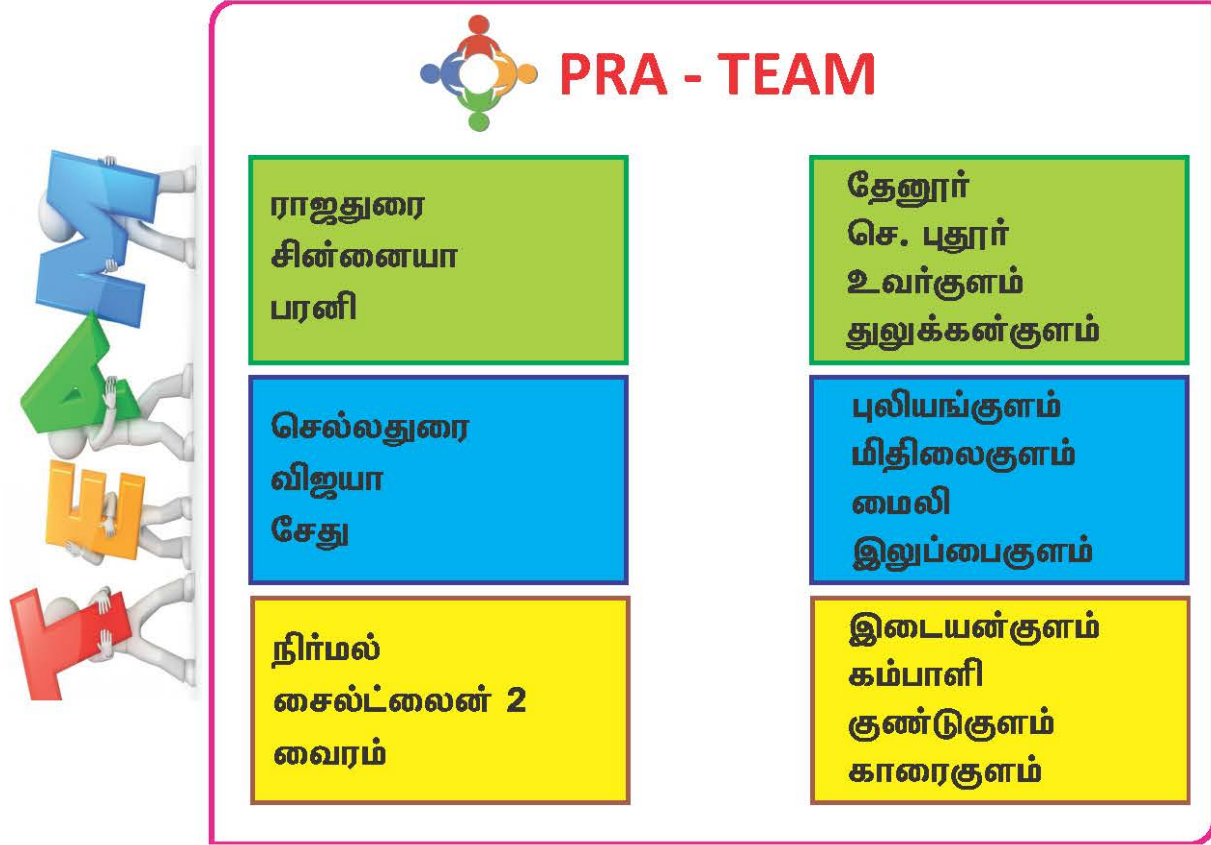 PRA - TEAM
ராஜதுரை
சின்னையா
பரனி
தேனூர்
செ. புதூர்
உவர்குளம்
துலுக்கன்குளம்
செல்லதுரை
விஜயா
சேது
புலியங்குளம்
மிதிலைகுளம்
மைலி
இலுப்பைகுளம்
நிர்மல்
சைல்ட்லைன் 2
வைரம்
இடையன்குளம்
கம்பாளி
குண்டுகுளம்
காரைகுளம்
TEAM